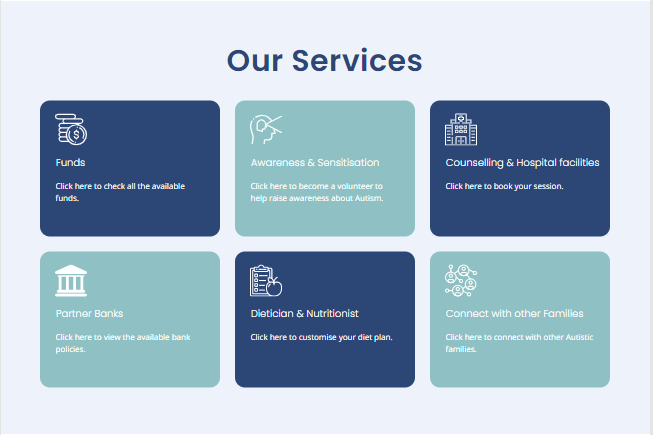 Our Services
Funds
Click here to check all the available
funds.
Awareness & Sensitisation
Click here to become a volunteer to
help raise awareness about Autism.
Counselling & Hospital facilities
Click here to book your session.
Partner Banks
Click here to view the available bank
policies.
Dietician & Nutritionist
Click here to customise your diet plan.
Connect with other Families
Click here to connect with other Autistic
families.